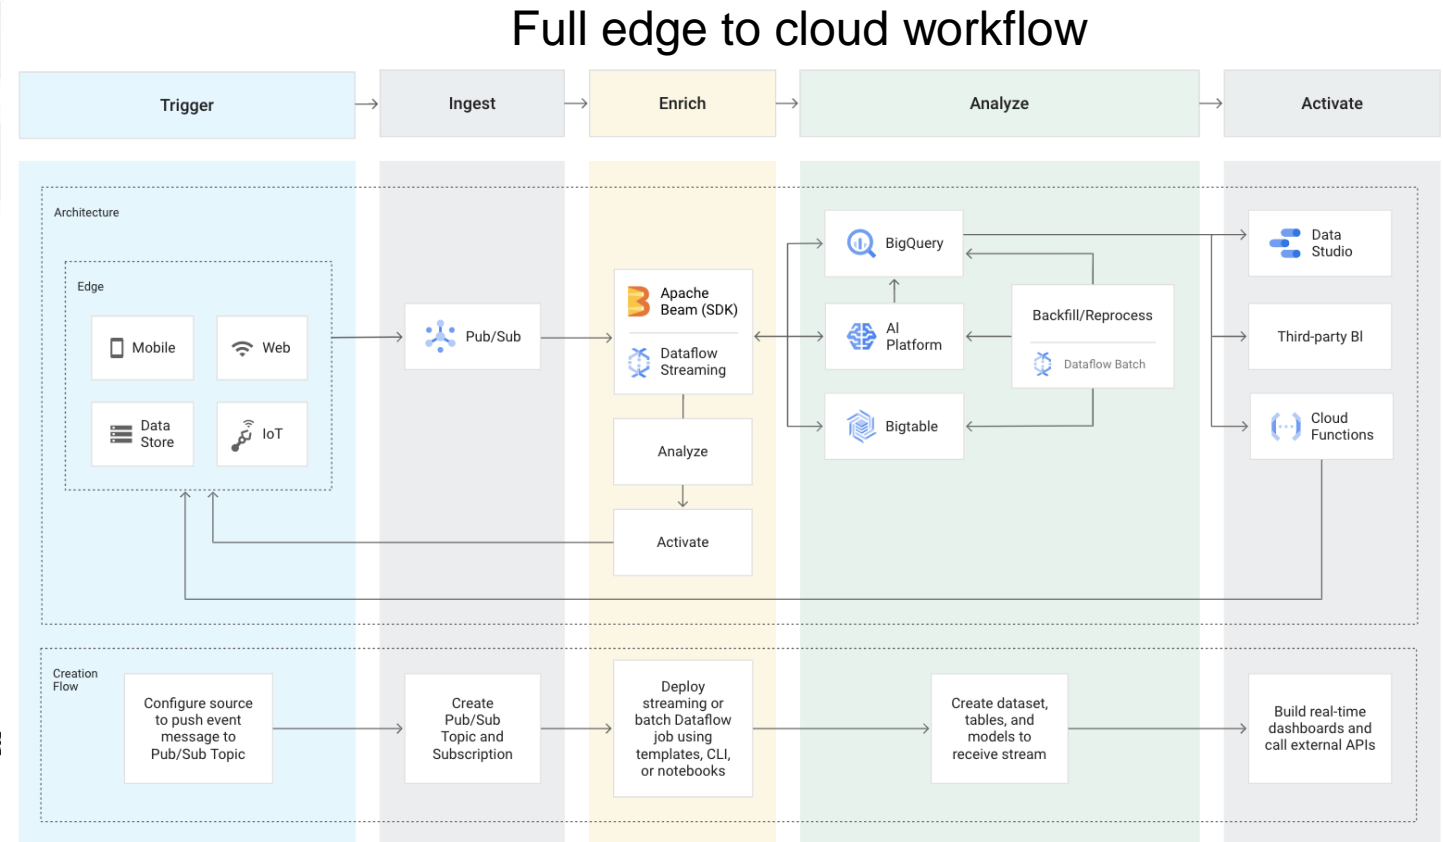 Full edge to cloud workflow
Trigger
Ingest
Enrich
Analyze
Activate
Architecture
Edge
Mobile
Web
Data
Store
IoT
Pub/Sub
Apache
Beam (SDK)
Dataflow
Streaming
Analyze
Activate
BigQuery
AI
Platform
Bigtable
Backfill/Reprocess
Dataflow Batch
Data
Studio
Third-party BI
Cloud
Functions
Creation
Flow
Configure source
to push event
message to
Pub/Sub Topic
Create
Pub/Sub
Topic and
Subscription
Deploy
streaming or
batch Dataflow
job using
templates, CLI,
or notebooks
Create dataset,
tables, and
models to
receive stream
Build real-time
dashboards and
call external APIs